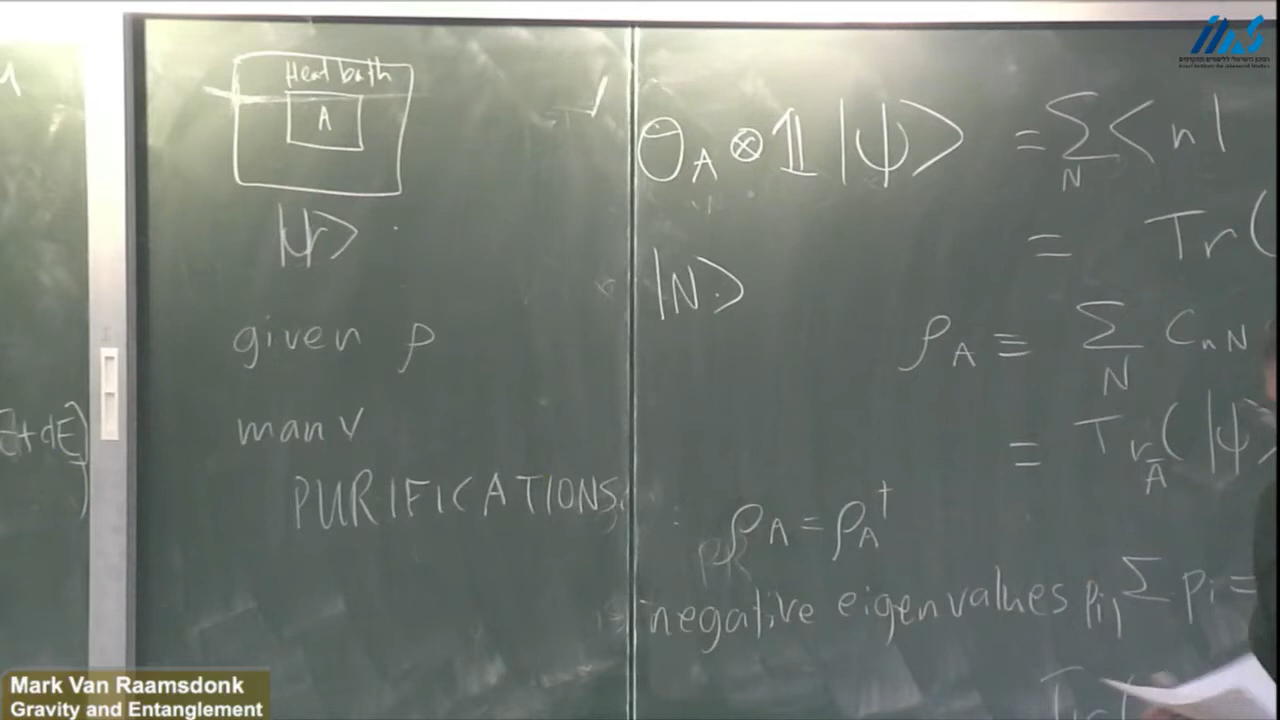 Heat bath
A
|ψ>
given ρ
many
PURIFICATIONS
E+dE)
O_A ⊗ 𝟙 |ψ> = Σ_N <n|
= Tr(
|N>
ρ_A ≡ Σ_N C_nN
= Tr_Ā(|ψ>
ρ_A = ρ_A†
negative eigenvalues p_i, Σ p_i =
Mark Van Raamsdonk
Gravity and Entanglement